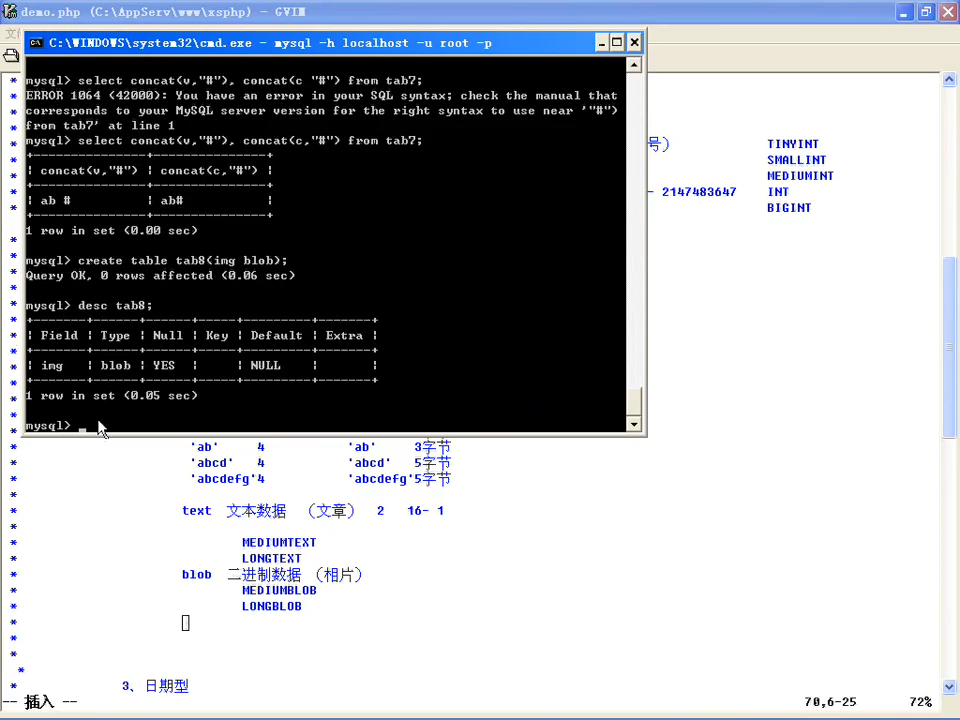 demo.php (C:\AppServ\www\xsphp) - GVIM
C:\WINDOWS\system32\cmd.exe - mysql -h localhost -u root -p
mysql> select concat(v,"#"), concat(c "#") from tab7;
ERROR 1064 (42000): You have an error in your SQL syntax; check the manual that
corresponds to your MySQL server version for the right syntax to use near '"#")
from tab7' at line 1
mysql> select concat(v,"#"), concat(c,"#") from tab7;
+---------------+---------------+
| concat(v,"#") | concat(c,"#") |
+---------------+---------------+
| ab # | ab# |
+---------------+---------------+
1 row in set (0.00 sec)
mysql> create table tab8(img blob);
Query OK, 0 rows affected (0.06 sec)
mysql> desc tab8;
+-------+------+------+-----+---------+-------+
| Field | Type | Null | Key | Default | Extra |
+-------+------+------+-----+---------+-------+
| img | blob | YES | | NULL | |
+-------+------+------+-----+---------+-------+
1 row in set (0.05 sec)
mysql> _
号) TINYINT
SMALLINT
MEDIUMINT
- 2147483647 INT
BIGINT
* 'ab' 4 'ab' 3字节
* 'abcd' 4 'abcd' 5字节
* 'abcdefg'4 'abcdefg'5字节
*
* text 文本数据 （文章） 2 16- 1
*
* MEDIUMTEXT
* LONGTEXT
* blob 二进制数据 （相片）
* MEDIUMBLOB
* LONGBLOB
*
*
*
*
* 3、日期型
-- 插入 -- 70,6-25 72%